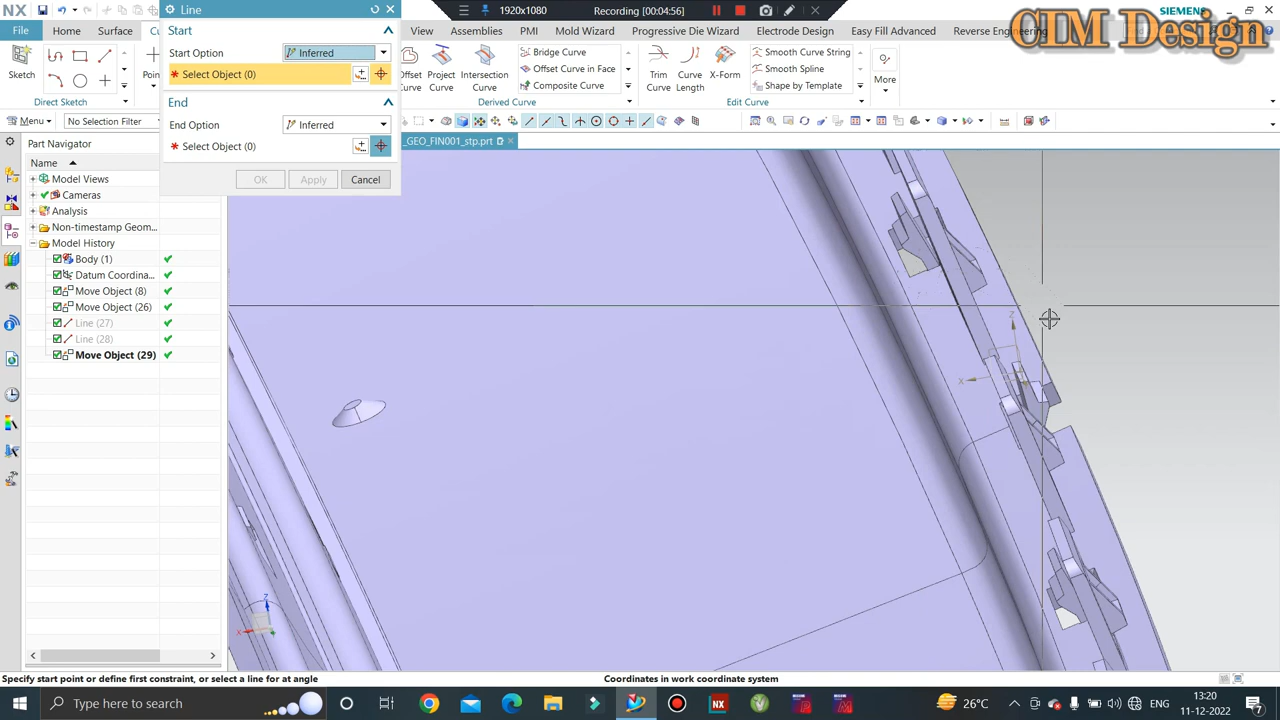 NX
1920x1080
Recording [00:04:56]
SIEMENS
CIM Design
File
Home
Surface
View
Assemblies
PMI
Mold Wizard
Progressive Die Wizard
Electrode Design
Easy Fill Advanced
Reverse Engineering
Line
Start
Start Option
Inferred
* Select Object (0)
End
End Option
Inferred
* Select Object (0)
OK
Apply
Cancel
Sketch
Direct Sketch
Offset Curve
Project Curve
Intersection Curve
Bridge Curve
Offset Curve in Face
Composite Curve
Derived Curve
Trim Curve
Curve Length
X-Form
Smooth Curve String
Smooth Spline
Shape by Template
Edit Curve
More
Menu
No Selection Filter
_GEO_FIN001_stp.prt
Part Navigator
Name
Model Views
Cameras
Analysis
Non-timestamp Geom...
Model History
Body (1)
Datum Coordina...
Move Object (8)
Move Object (26)
Line (27)
Line (28)
Move Object (29)
Z
X
Z
X
Specify start point or define first constraint, or select a line for at angle
Coordinates in work coordinate system
Type here to search
26°C
ENG
13:20
11-12-2022